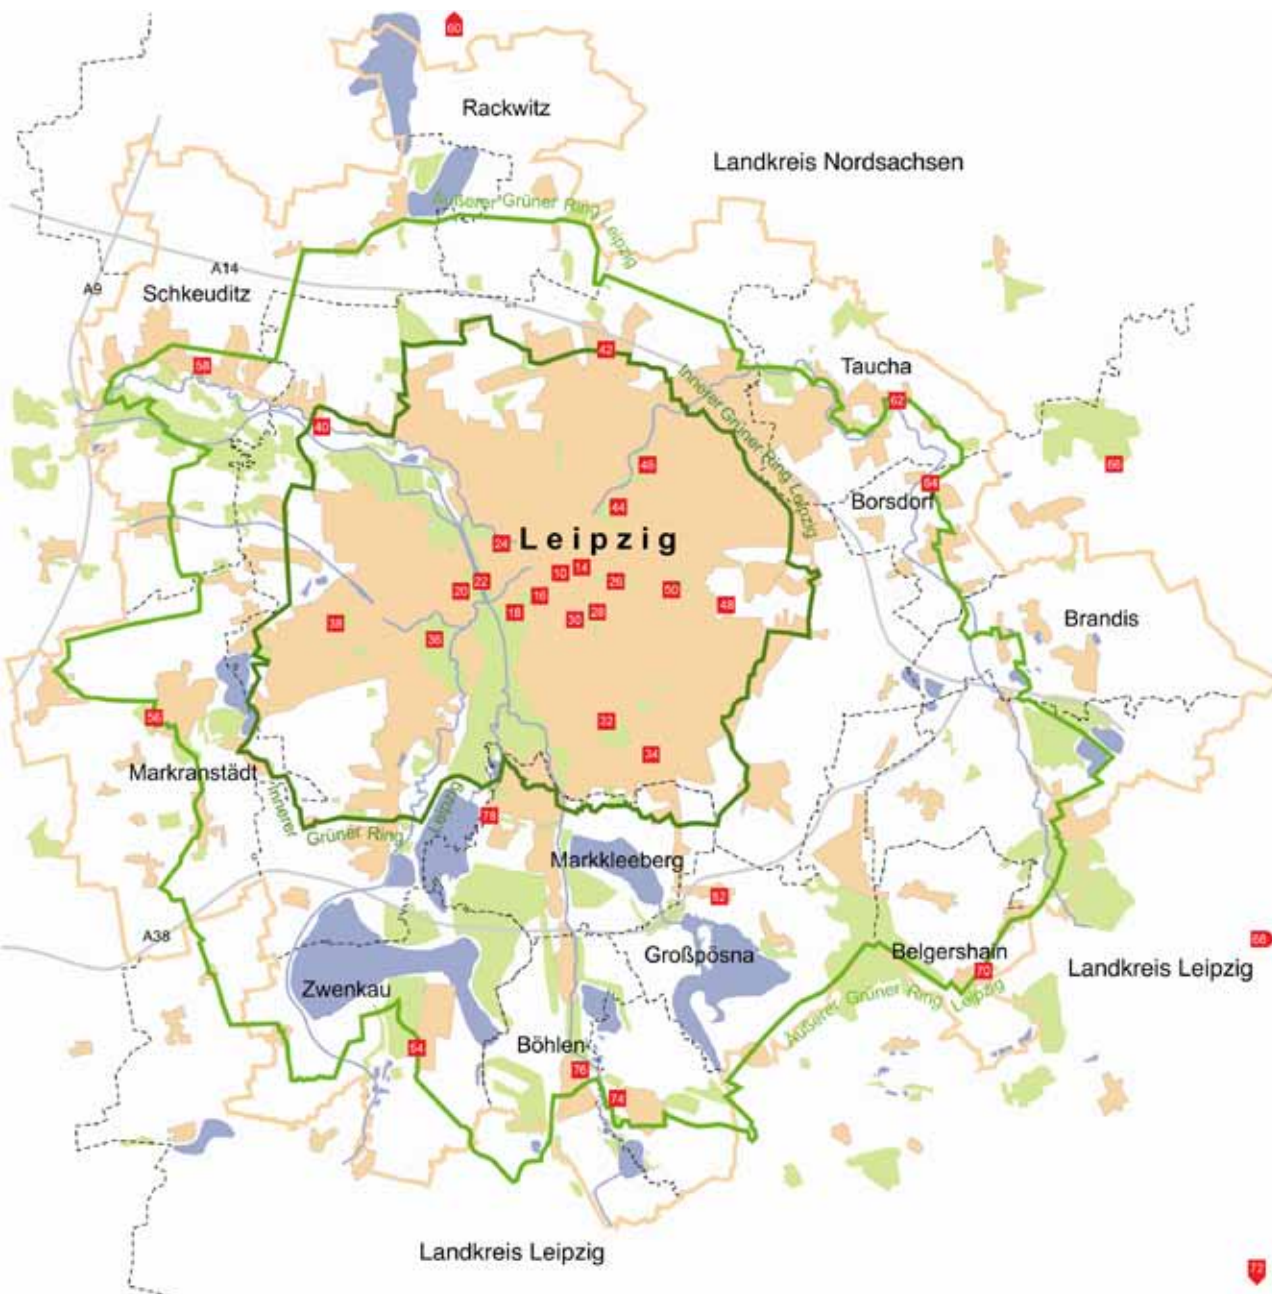 60
Rackwitz
Landkreis Nordsachsen
Äußerer Grüner Ring Leipzig
A14
A9
Schkeuditz
42
58
Taucha
Innerer Grüner Ring Leipzig
62
40
66
64
Borsdorf
44
24
Leipzig
10
14
22
20
26
50
16
48
18
28
30
38
36
Brandis
56
32
34
Markranstädt
Innerer Grüner Ring Leipzig
78
Markkleeberg
52
A38
Großpösna
Belgershain
68
Landkreis Leipzig
70
Zwenkau
Äußerer Grüner Ring Leipzig
Böhlen
54
76
74
Landkreis Leipzig
72